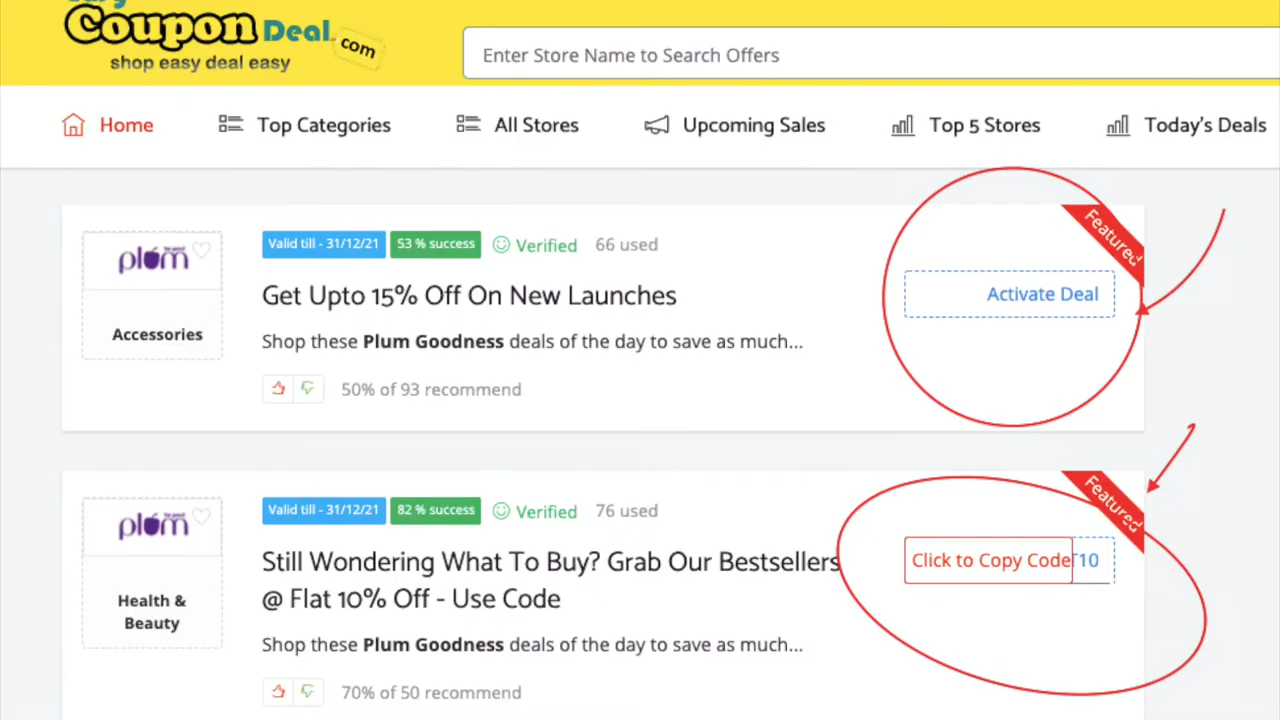 Coupon Deal.com
shop easy deal easy
Enter Store Name to Search Offers
Home Top Categories All Stores Upcoming Sales Top 5 Stores Today's Deals
Featured
plum
Valid till - 31/12/21 53 % success Verified 66 used
Get Upto 15% Off On New Launches
Activate Deal
Accessories
Shop these Plum Goodness deals of the day to save as much...
50% of 93 recommend
Featured
plum
Valid till - 31/12/21 82 % success Verified 76 used
Still Wondering What To Buy? Grab Our Bestsellers
@ Flat 10% Off - Use Code
Click to Copy Code T10
Health &
Beauty
Shop these Plum Goodness deals of the day to save as much...
70% of 50 recommend